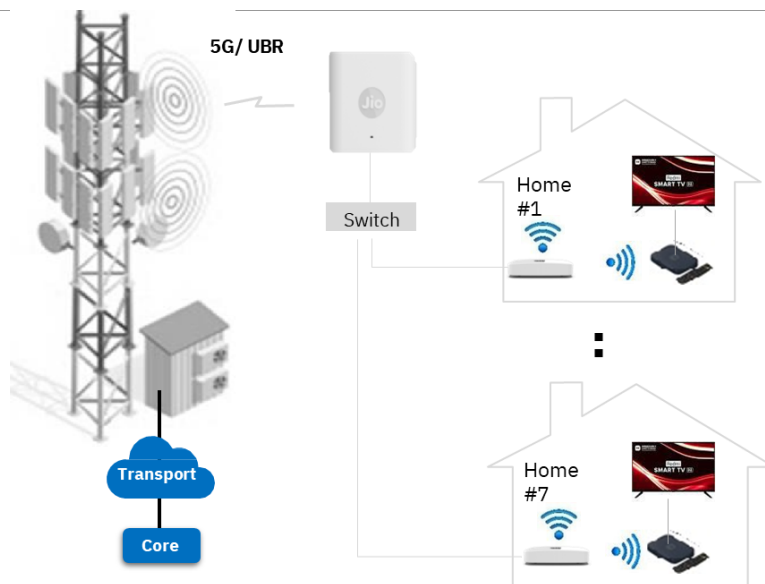 5G/ UBR
Jio
Switch
Home
#1
SMART TV
:
Home
#7
SMART TV
Transport
Core